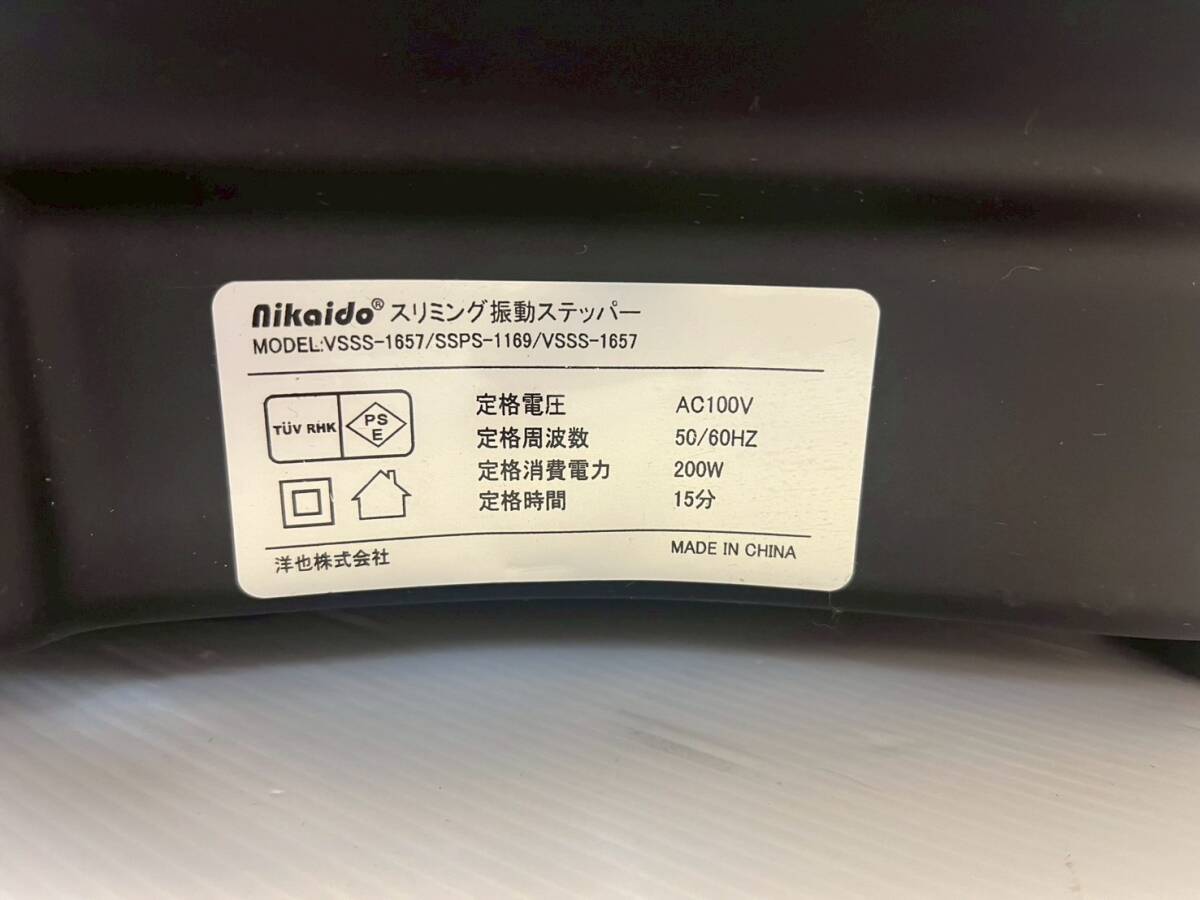 nikaido® スリミング振動ステッパー
MODEL:VSSS-1657/SSPS-1169/VSSS-1657
TÜV RHK
PS
E
定格電圧 AC100V
定格周波数 50/60HZ
定格消費電力 200W
定格時間 15分
洋也株式会社
MADE IN CHINA